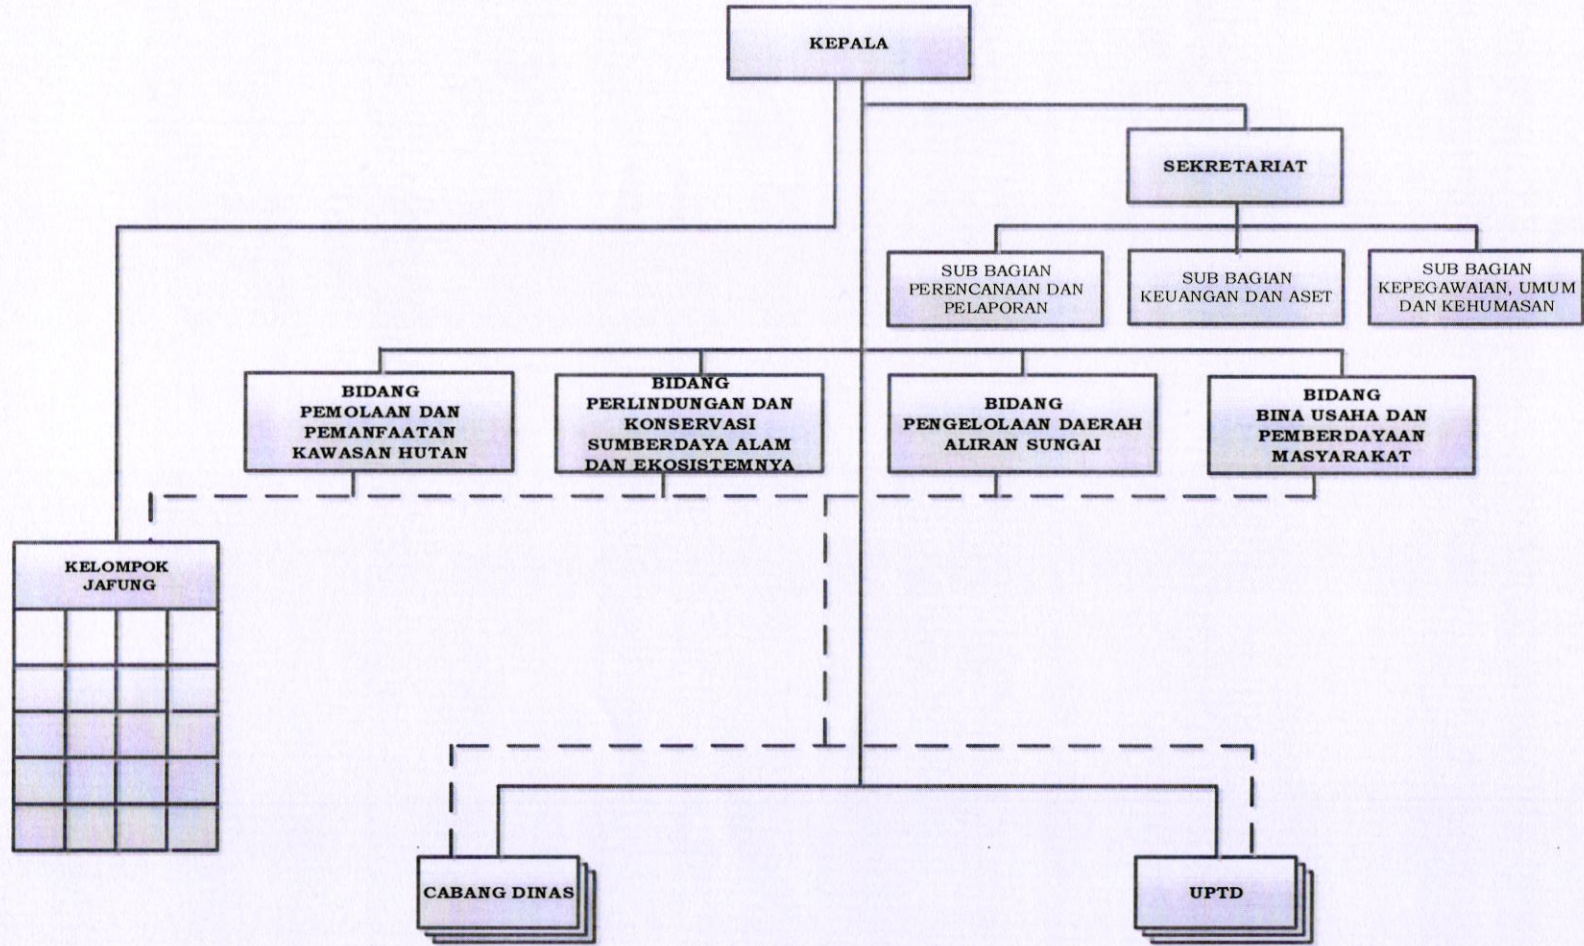 KEPALA
SEKRETARIAT
SUB BAGIAN
PERENCANAAN DAN
PELAPORAN
SUB BAGIAN
KEUANGAN DAN ASET
SUB BAGIAN
KEPEGAWAIAN, UMUM
DAN KEHUMASAN
BIDANG
PEMOLAAN DAN
PEMANFAATAN
KAWASAN HUTAN
BIDANG
PERLINDUNGAN DAN
KONSERVASI
SUMBERDAYA ALAM
DAN EKOSISTEMNYA
BIDANG
PENGELOLAAN DAERAH
ALIRAN SUNGAI
BIDANG
BINA USAHA DAN
PEMBERDAYAAN
MASYARAKAT
KELOMPOK
JAFUNG
CABANG DINAS
UPTD